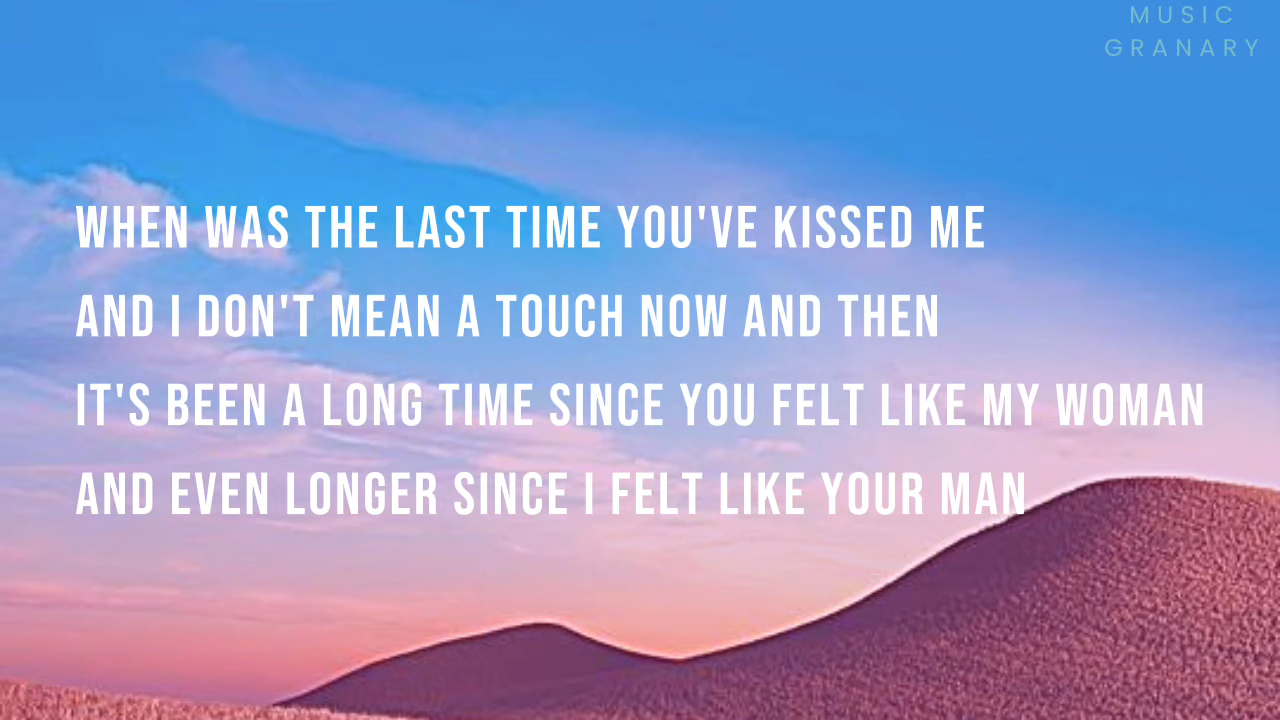 MUSIC
GRANARY
WHEN WAS THE LAST TIME YOU'VE KISSED ME
AND I DON'T MEAN A TOUCH NOW AND THEN
IT'S BEEN A LONG TIME SINCE YOU FELT LIKE MY WOMAN
AND EVEN LONGER SINCE I FELT LIKE YOUR MAN